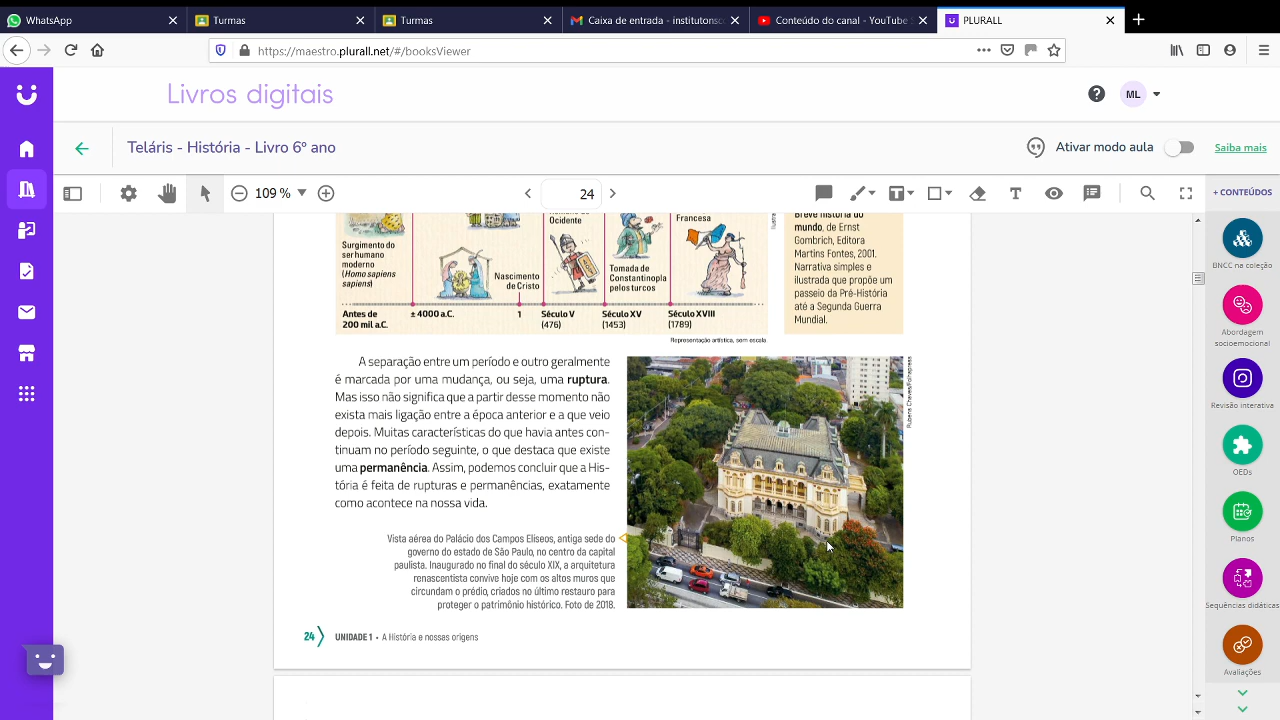 WhatsApp
Turmas
Turmas
Caixa de entrada - institutonsc
Conteúdo do canal - YouTube
PLURALL
https://maestro.plurall.net/#/booksViewer
Livros digitais
ML
Teláris - História - Livro 6º ano
Ativar modo aula
Saiba mais
109 %
24
+ CONTEÚDOS
Ocidente
Francesa
Surgimento do
ser humano
moderno
(Homo sapiens
sapiens)
Nascimento
de Cristo
Tomada de
Constantinopla
pelos turcos
Antes de
200 mil a.C.
± 4000 a.C.
1
Século V
(476)
Século XV
(1453)
Século XVIII
(1789)
Representação artística, sem escala.
Breve história do
mundo, de Ernst
Gombrich, Editora
Martins Fontes, 2001.
Narrativa simples e
ilustrada que propõe um
passeio da Pré-História
até a Segunda Guerra
Mundial.
A separação entre um período e outro geralmente
é marcada por uma mudança, ou seja, uma ruptura.
Mas isso não significa que a partir desse momento não
exista mais ligação entre a época anterior e a que veio
depois. Muitas características do que havia antes con-
tinuam no período seguinte, o que destaca que existe
uma permanência. Assim, podemos concluir que a His-
tória é feita de rupturas e permanências, exatamente
como acontece na nossa vida.
Rubens Chaves/Folhapress
Vista aérea do Palácio dos Campos Elíseos, antiga sede do
governo do estado de São Paulo, no centro da capital
paulista. Inaugurado no final do século XIX, a arquitetura
renascentista convive hoje com os altos muros que
circundam o prédio, criados no último restauro para
proteger o patrimônio histórico. Foto de 2018.
24
UNIDADE 1 • A História e nossas origens
BNCC na coleção
Abordagem
socioemocional
Revisão interativa
OEDs
Planos
Sequências didáticas
Avaliações